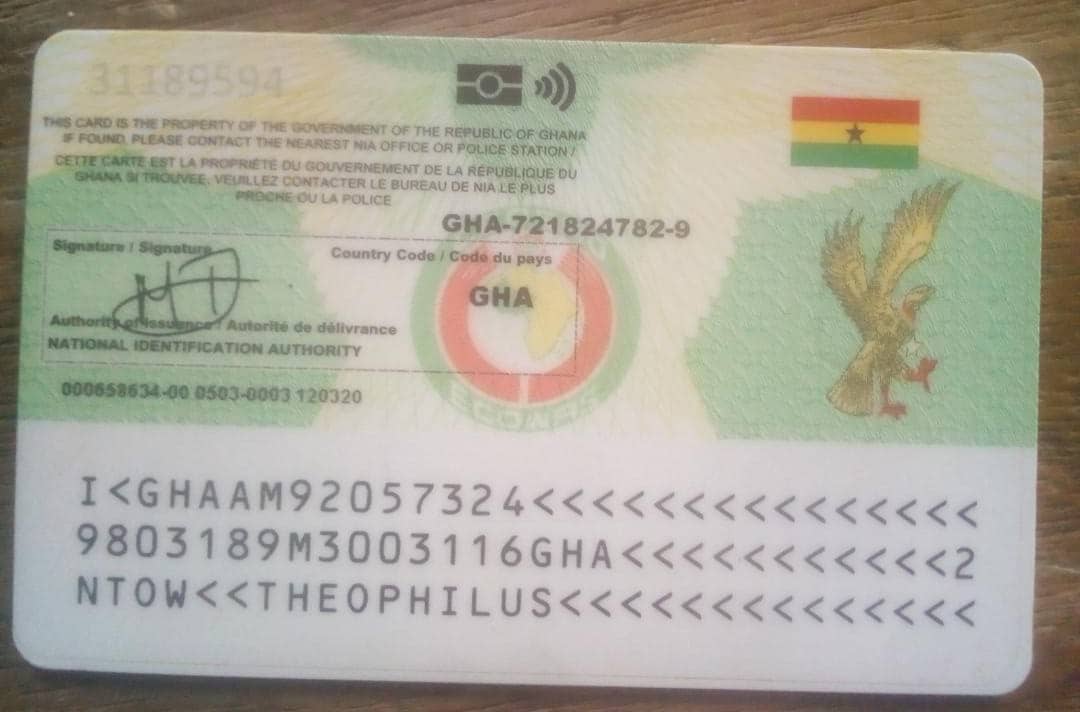 31189594
THIS CARD IS THE PROPERTY OF THE GOVERNMENT OF THE REPUBLIC OF GHANA
IF FOUND, PLEASE CONTACT THE NEAREST NIA OFFICE OR POLICE STATION /
CETTE CARTE EST LA PROPRIÉTÉ DU GOUVERNEMENT DE LA RÉPUBLIQUE DU
GHANA SI TROUVEE, VEUILLEZ CONTACTER LE BUREAU DE NIA LE PLUS
PROCHE OU LA POLICE
GHA-721824782-9
Signature / Signature
Country Code / Code du pays
GHA
Authority of Issuance / Autorité de délivrance
NATIONAL IDENTIFICATION AUTHORITY
000658634-00 0503-0003 120320
ECOWAS
I<GHAAM92057324<<<<<<<<<<<<<<<
9803189M3003116GHA<<<<<<<<<<<2
NTOW<<THEOPHILUS<<<<<<<<<<<<<<